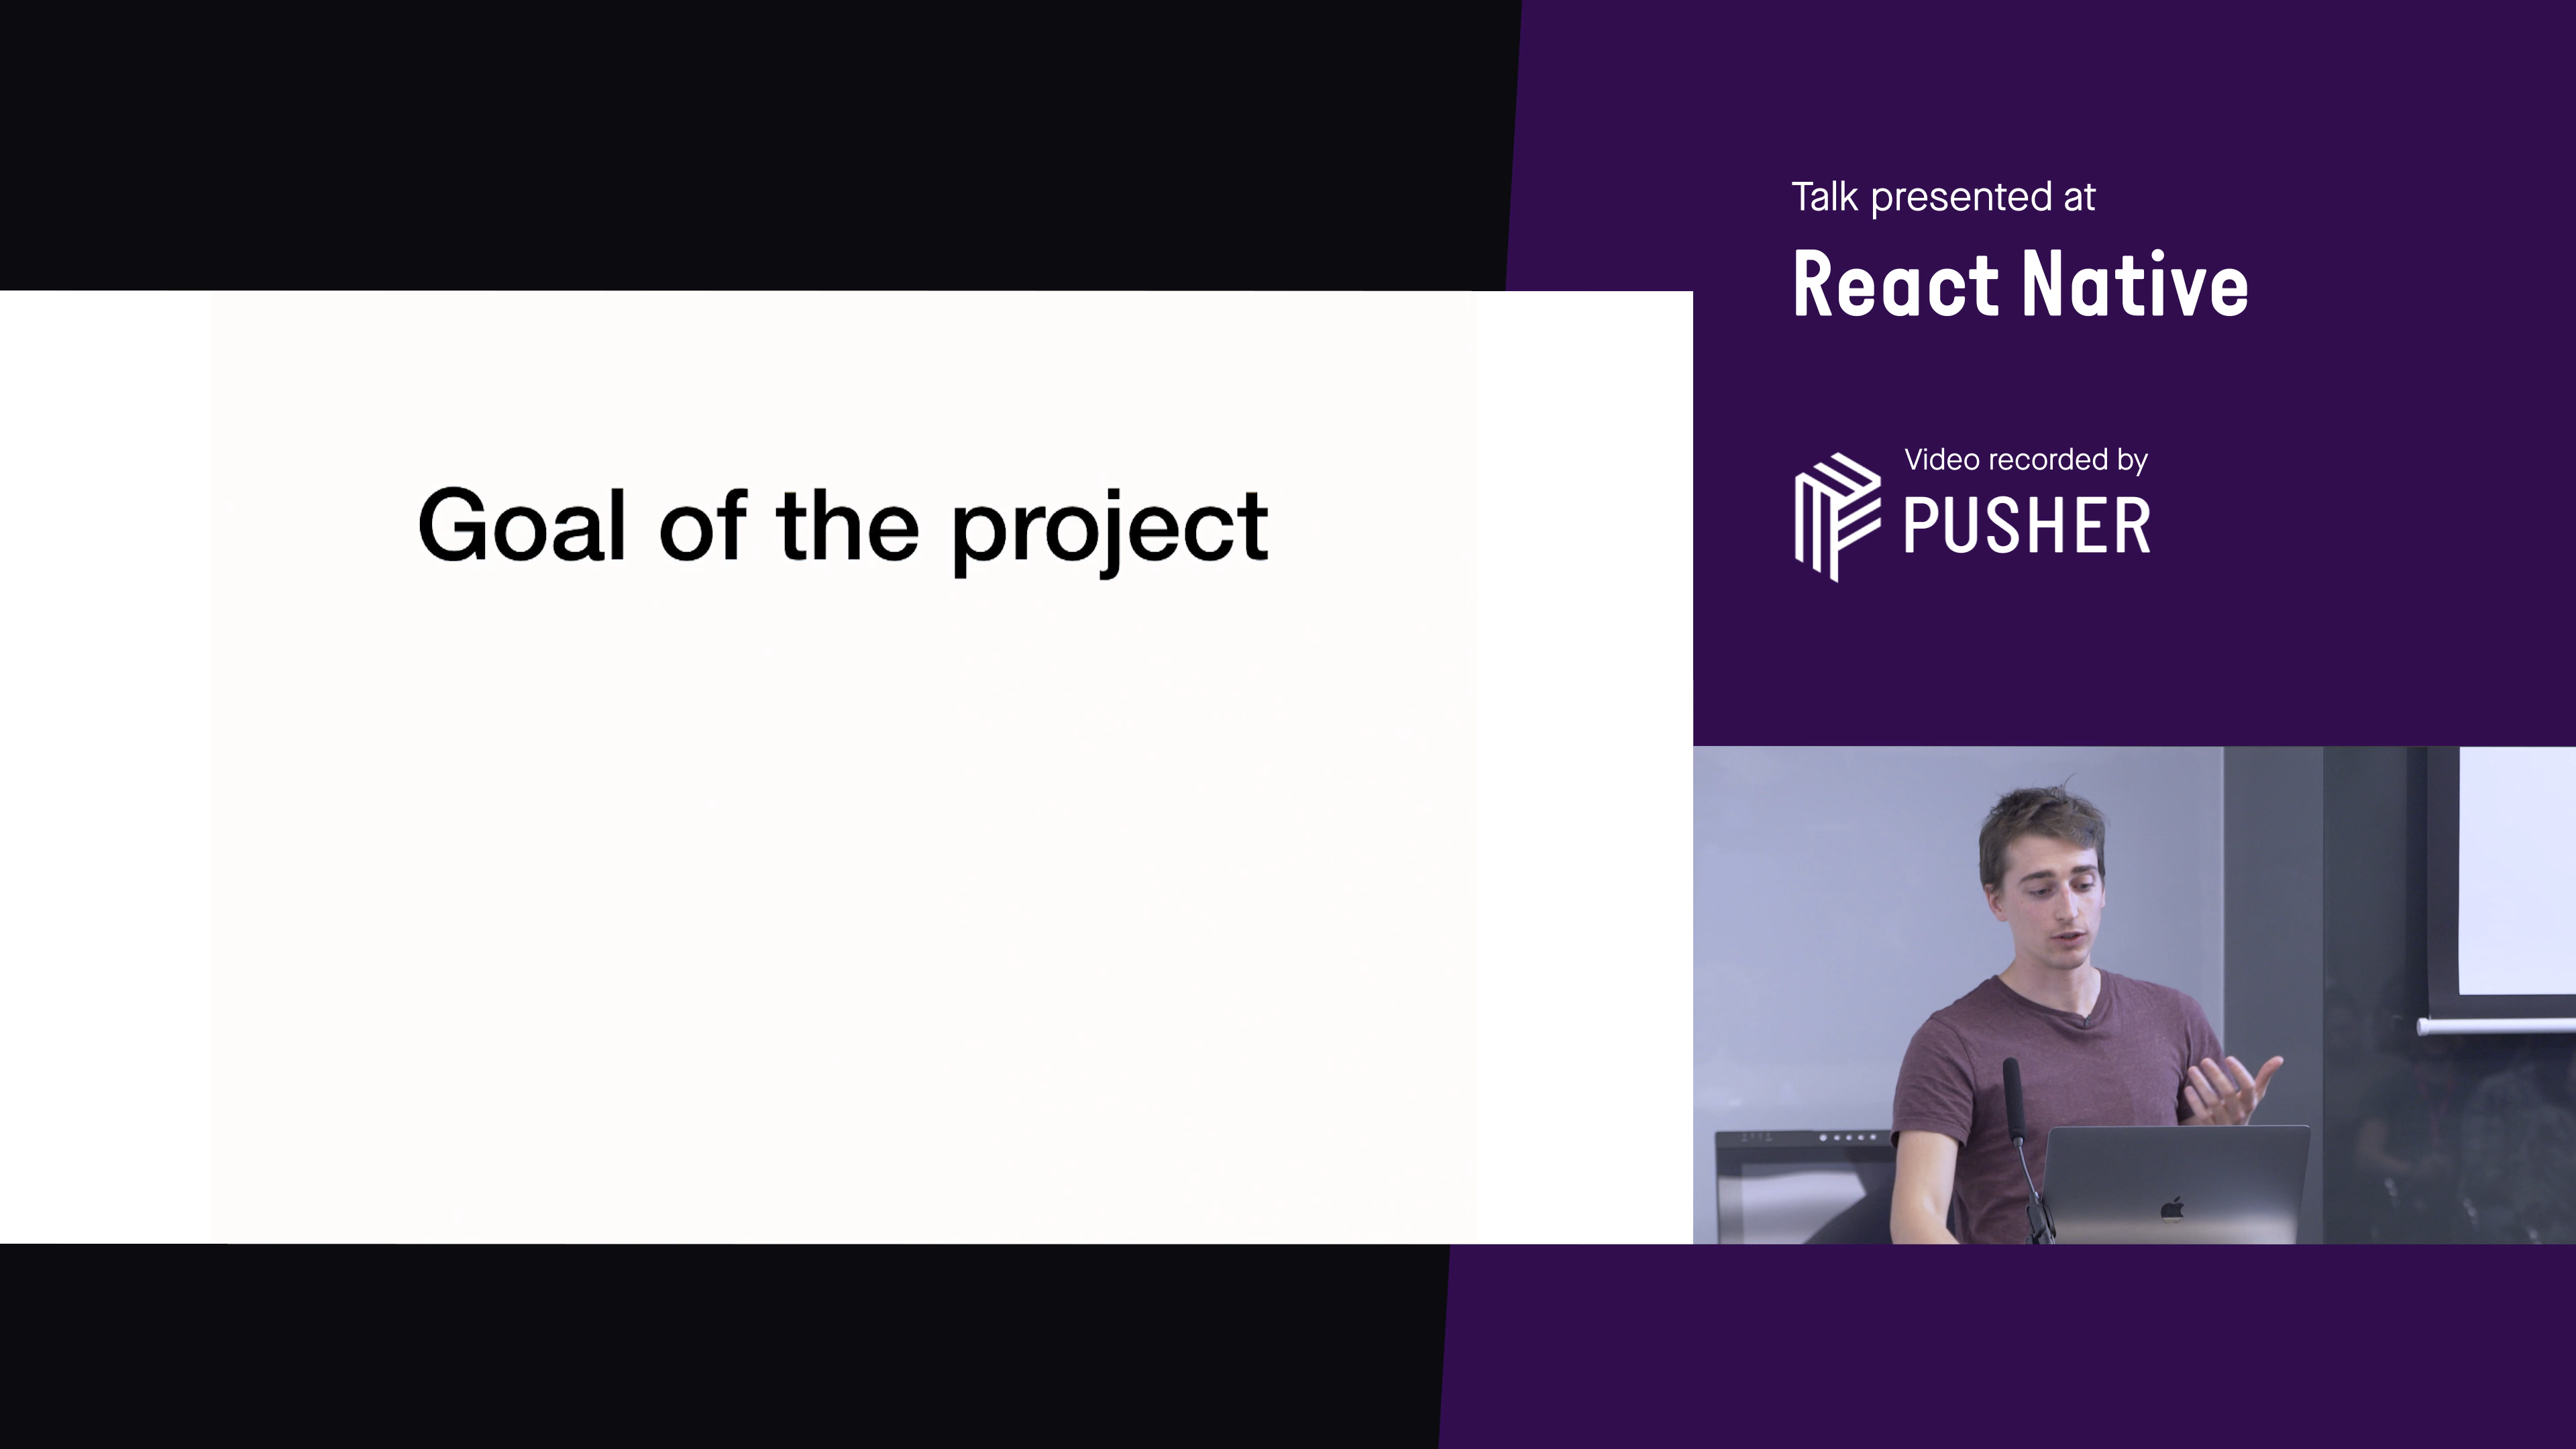 Goal of the project
Talk presented at
React Native
Video recorded by
PUSHER